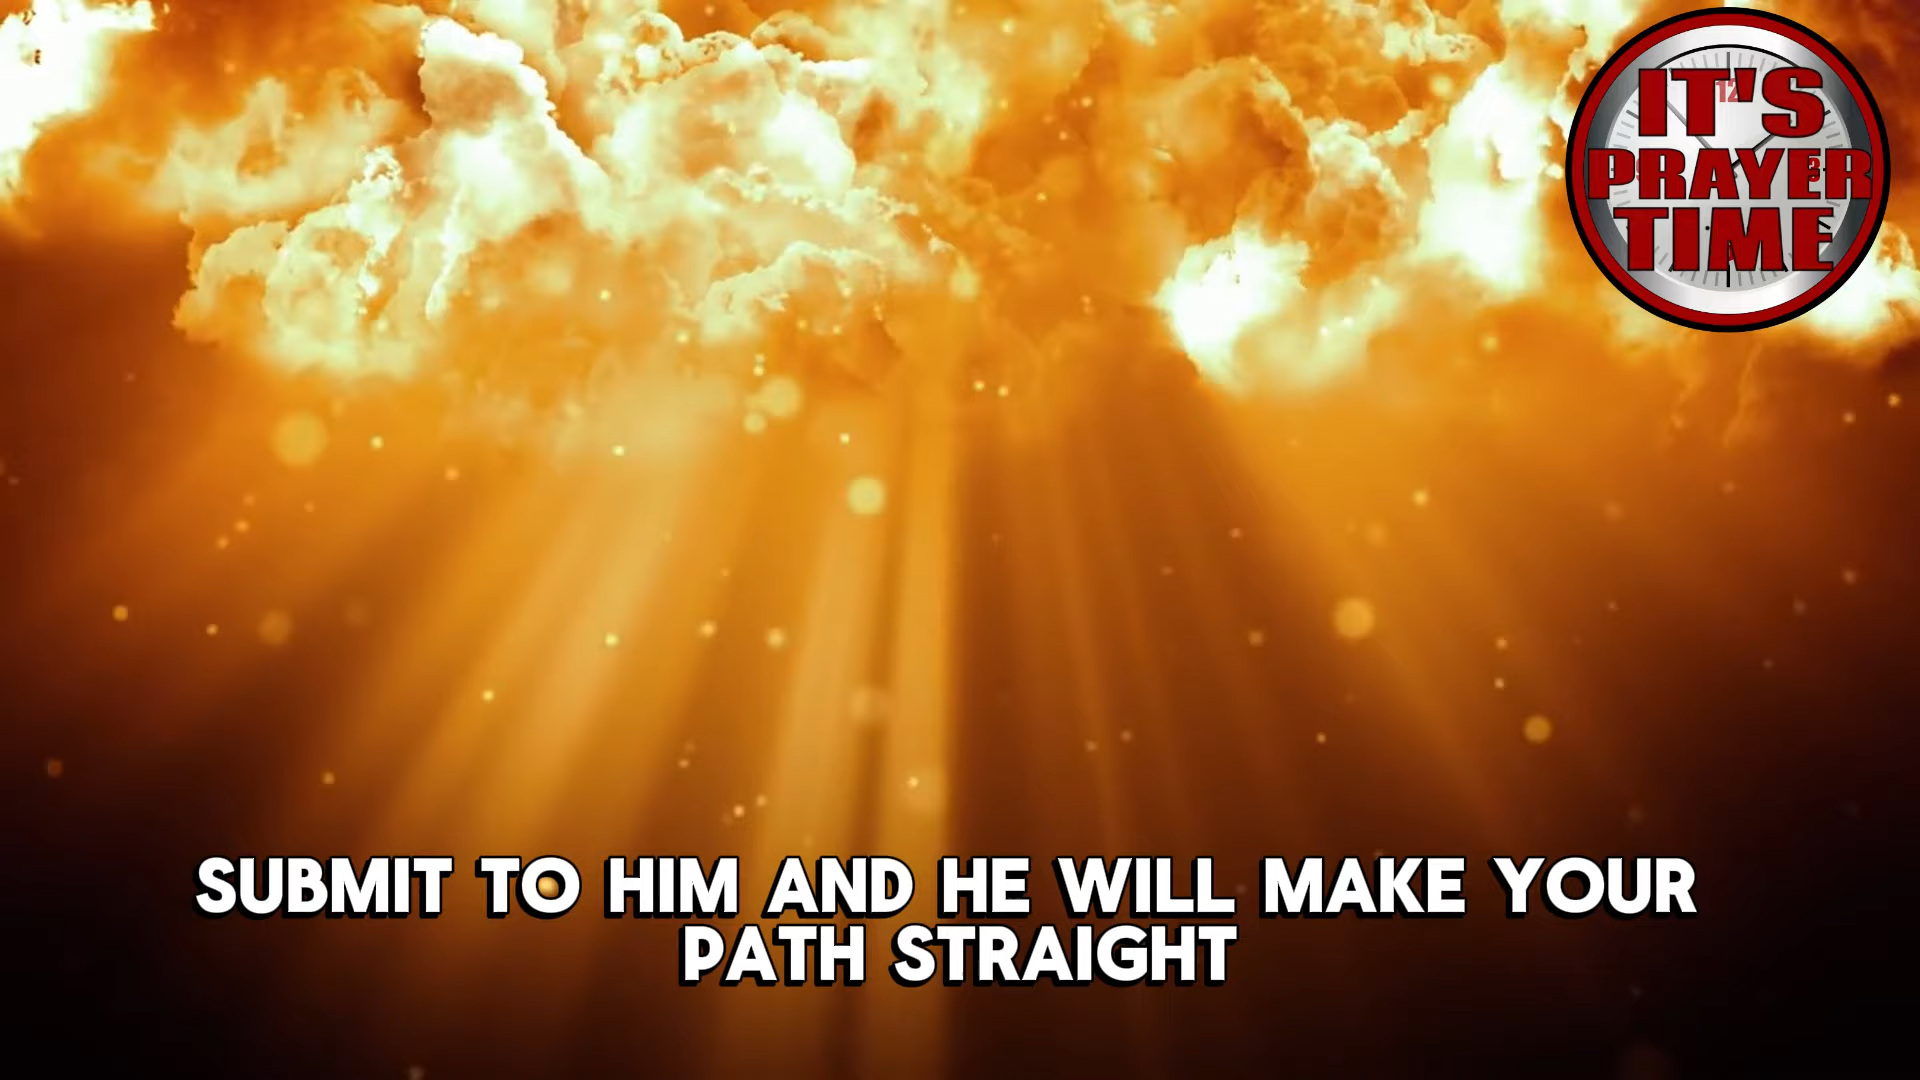 IT'S
PRAYER
TIME
SUBMIT TO HIM AND HE WILL MAKE YOUR
PATH STRAIGHT